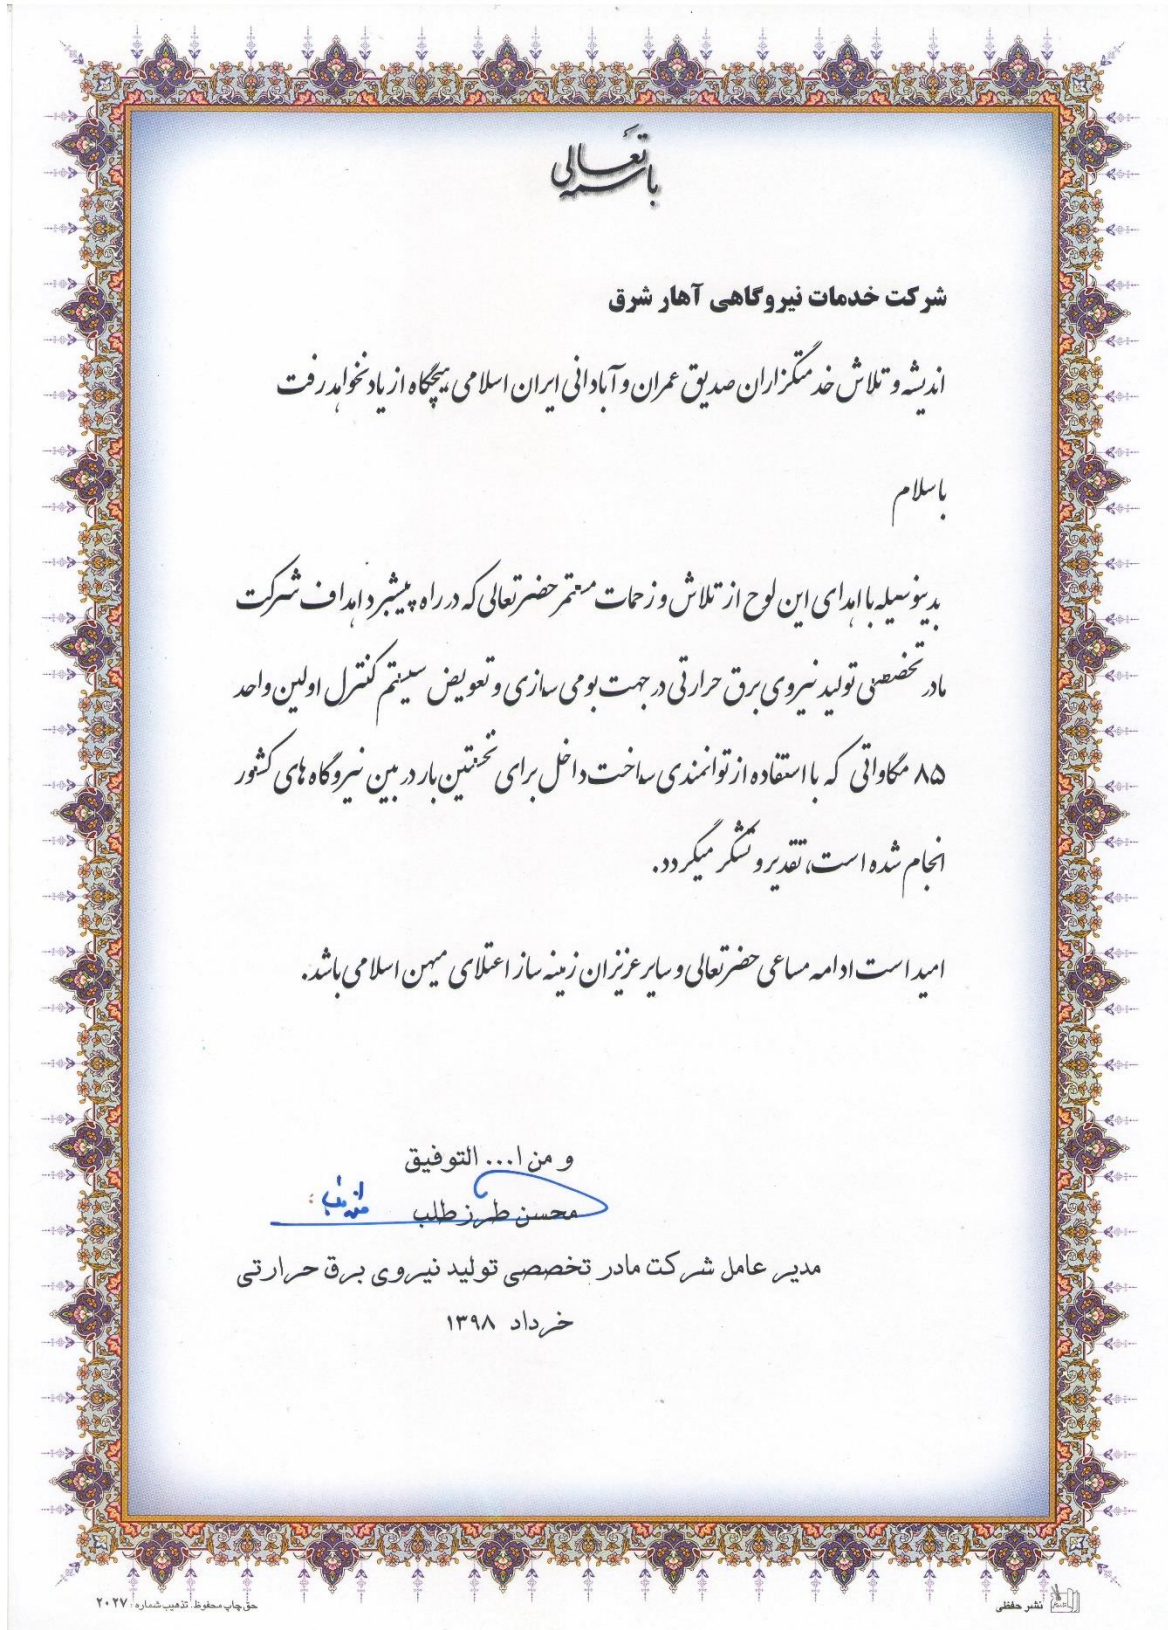 باسمه تعالی
شرکت خدمات نیروگاهی آهار شرق
اندیشه و تلاش خدمتگزاران صدیق عمران و آبادانی ایران اسلامی هیچگاه از یاد نخواهد رفت
باسلام
بدینوسیله با اهدای این لوح از تلاش و زحمات مستمر حضرتعالی که در راه پیشبرد اهداف شرکت
مادر تخصصی تولید نیروی برق حرارتی در جهت بومی سازی و تعویض سیستم کنترل اولین واحد
۸۵ مگاواتی که با استفاده از توانمندی ساخت داخل برای نخستین بار در بین نیروگاه های کشور
انجام شده است، تقدیر و تشکر میگردد.
امید است ادامه مساعی حضرتعالی و سایر عزیزان زمینه ساز اعتلای میهن اسلامی باشد.
و من ا... التوفیق
محسن طرزطلب
مدیر عامل شرکت مادر تخصصی تولید نیروی برق حرارتی
خرداد ۱۳۹۸
نشر حفظی
حق چاپ محفوظ. تذهیب شماره: ۲۰۲۷